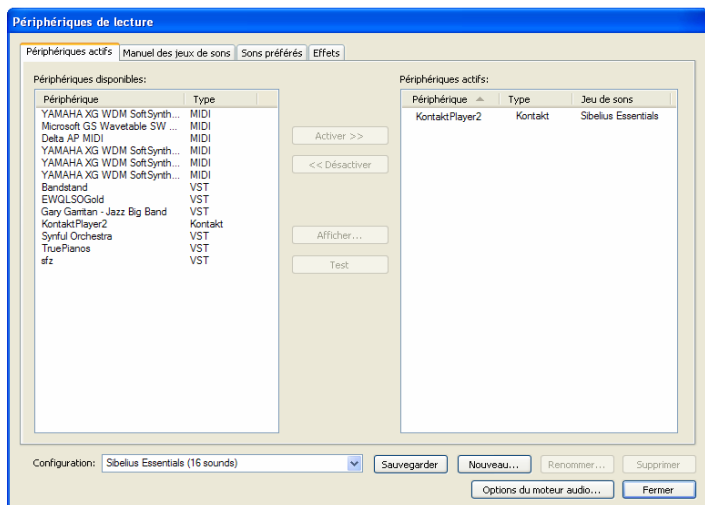 Périphériques de lecture
Périphériques actifs Manuel des jeux de sons Sons préférés Effets
Périphériques disponibles:
Périphérique Type
YAMAHA XG WDM SoftSynth... MIDI
Microsoft GS Wavetable SW ... MIDI
Delta AP MIDI MIDI
YAMAHA XG WDM SoftSynth... MIDI
YAMAHA XG WDM SoftSynth... MIDI
YAMAHA XG WDM SoftSynth... MIDI
Bandstand VST
EWQLSOGold VST
Gary Garritan - Jazz Big Band VST
KontaktPlayer2 Kontakt
Synful Orchestra VST
TruePianos VST
sfz VST
Activer >>
<< Désactiver
Afficher...
Test
Périphériques actifs:
Périphérique Type Jeu de sons
KontaktPlayer2 Kontakt Sibelius Essentials
Configuration: Sibelius Essentials (16 sounds) Sauvegarder Nouveau... Renommer... Supprimer
Options du moteur audio... Fermer